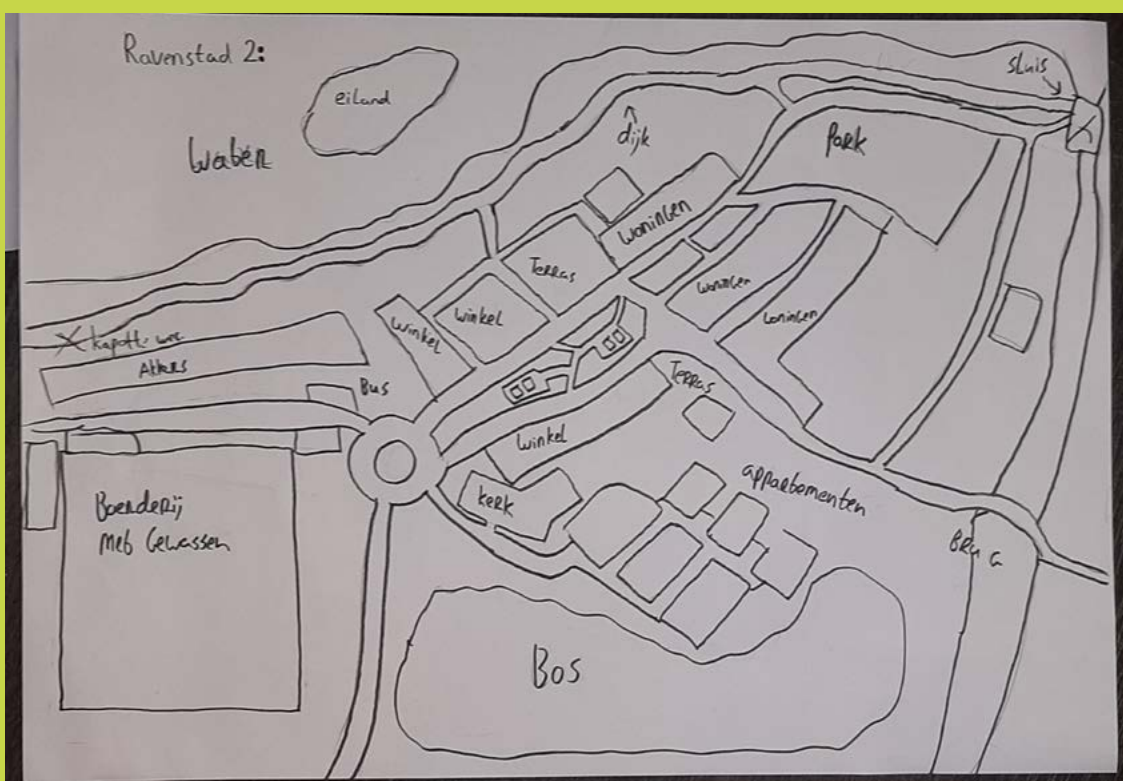 Ravenstad 2:
eiland
Water
dijk
sluis
Park
Woningen
Terras
Winkel
Winkel
Woningen
Woningen
kapotte weg
Akkers
Bus
Terras
Winkel
kerk
appartementen
Boerderij
Met Gewassen
Brug
Bos